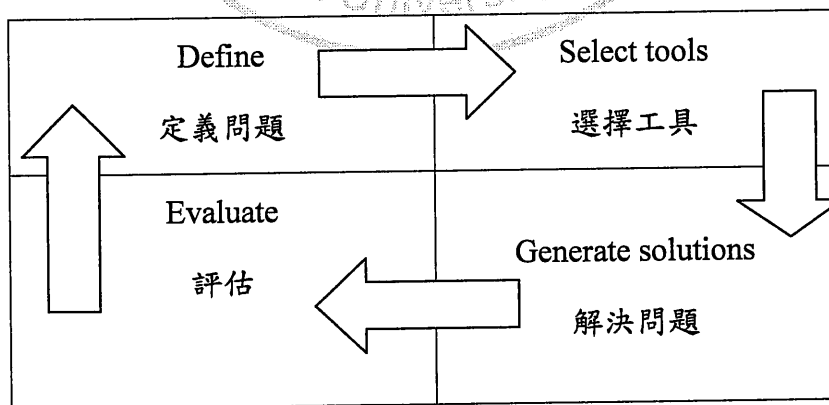 Define
定義問題
Select tools
選擇工具
Evaluate
評估
Generate solutions
解決問題